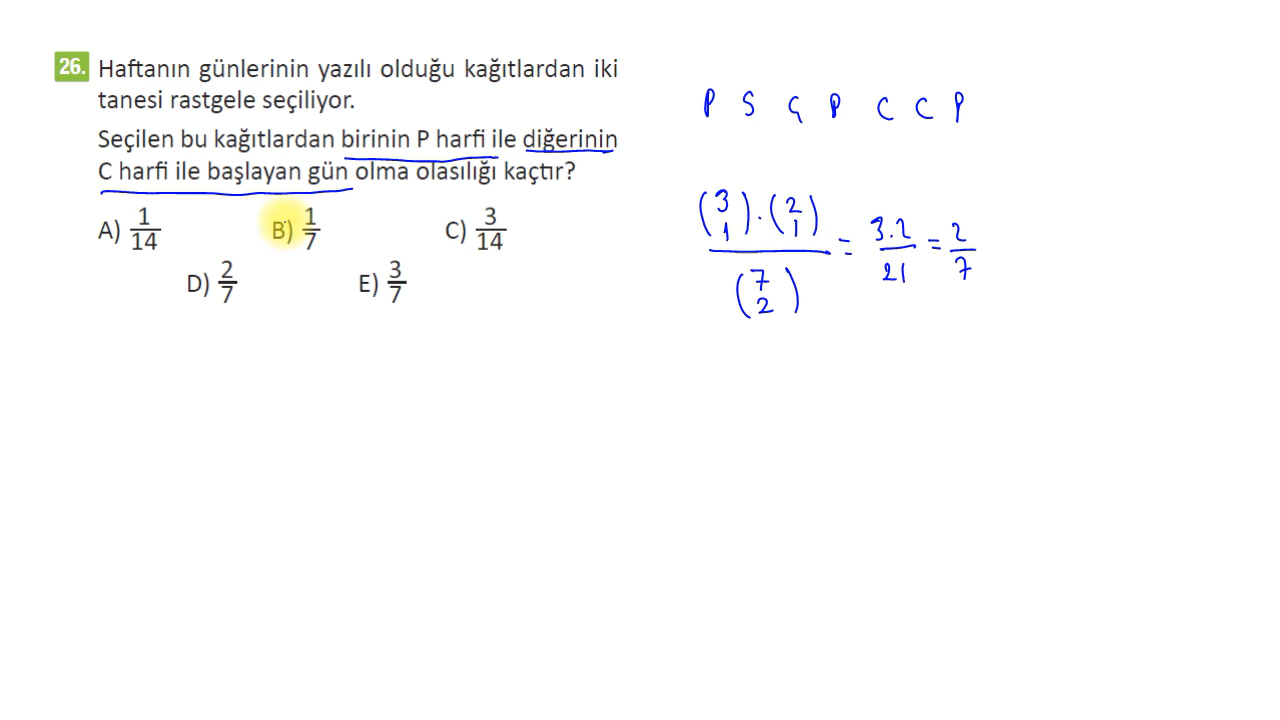 26. Haftanın günlerinin yazılı olduğu kağıtlardan iki
tanesi rastgele seçiliyor.
Seçilen bu kağıtlardan birinin P harfi ile diğerinin
C harfi ile başlayan gün olma olasılığı kaçtır?
A) 1/14 B) 1/7 C) 3/14
D) 2/7 E) 3/7
P S Ç P C C P
(3 1) . (2 1) / (7 2) = 3.2 / 21 = 2/7